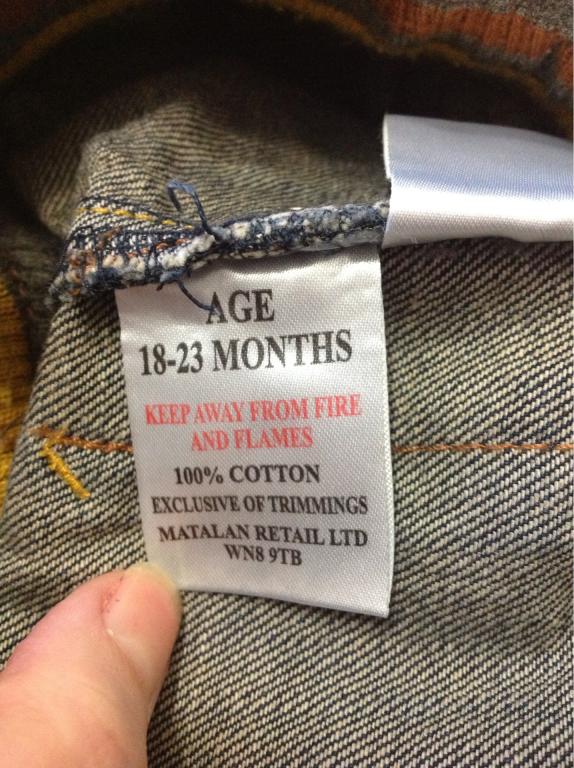 AGE
18-23 MONTHS
KEEP AWAY FROM FIRE
AND FLAMES
100% COTTON
EXCLUSIVE OF TRIMMINGS
MATALAN RETAIL LTD
WN8 9TB